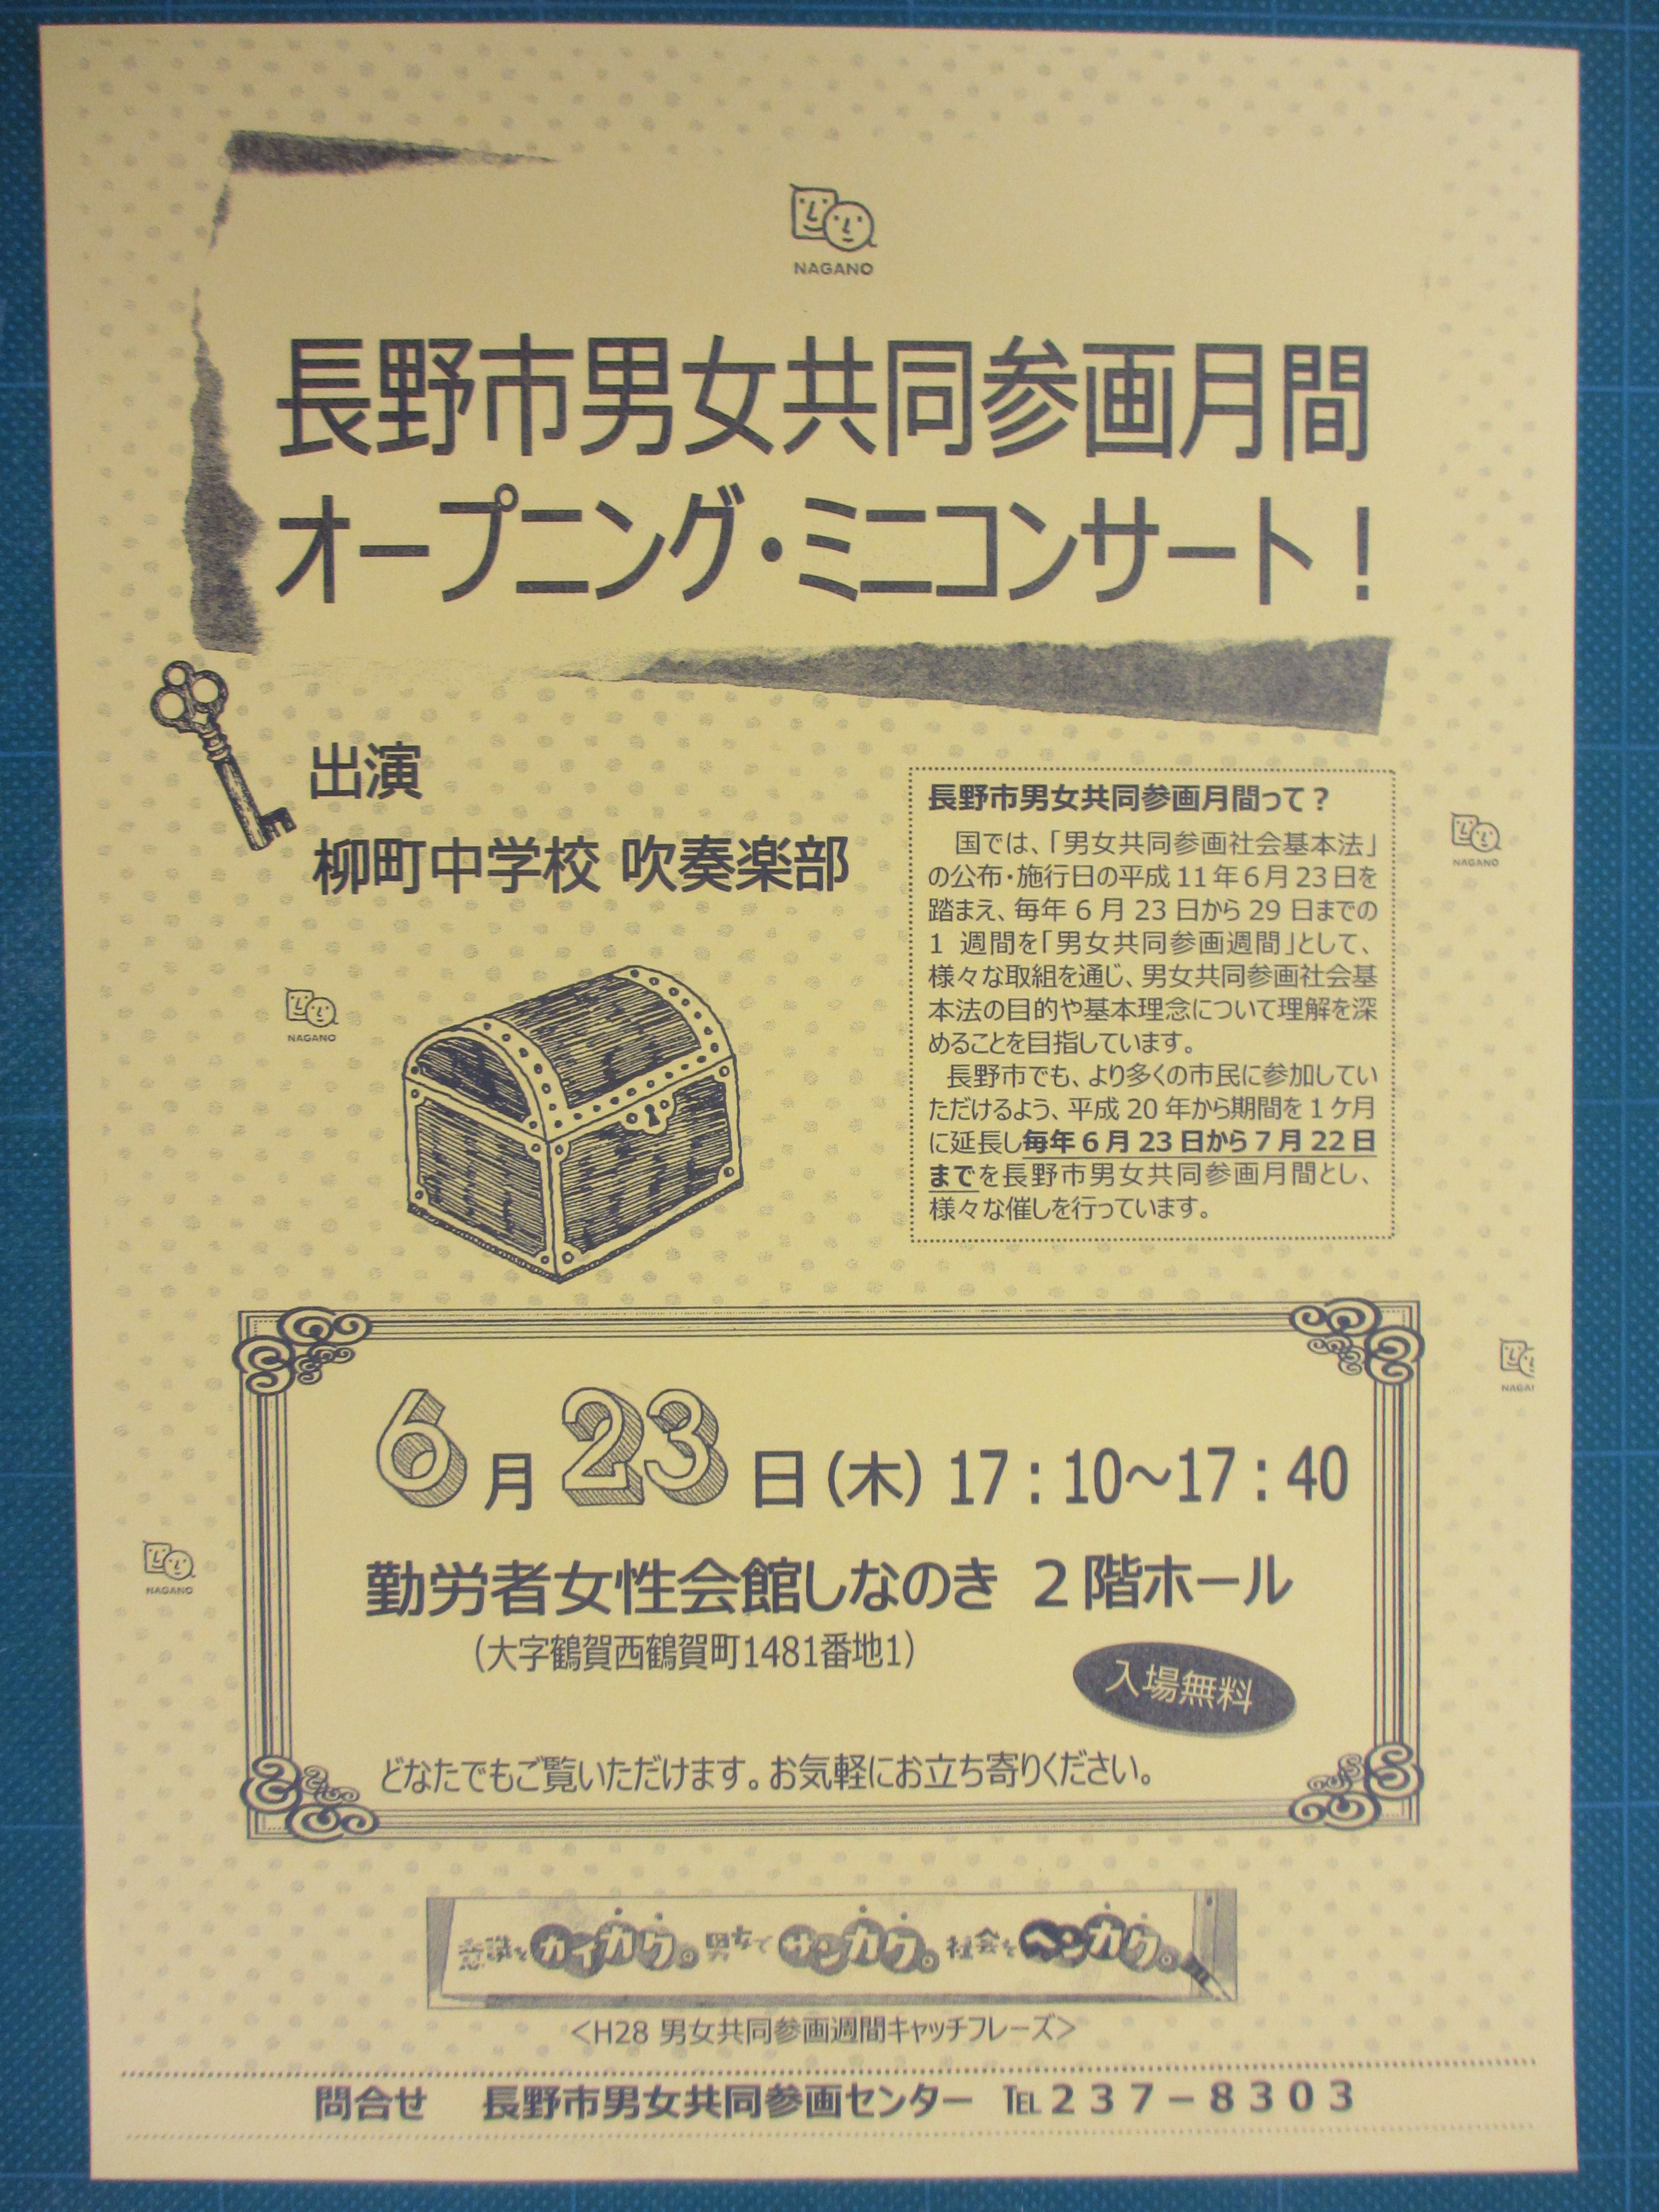 NAGANO
長野市男女共同参画月間
オープニング・ミニコンサート！
出演
柳町中学校 吹奏楽部
長野市男女共同参画月間って？
国では、「男女共同参画社会基本法」
の公布・施行日の平成11年6月23日を
踏まえ、毎年 6 月 23 日から 29 日までの
1 週間を「男女共同参画週間」として、
様々な取組を通じ、男女共同参画社会基
本法の目的や基本理念について理解を深
めることを目指しています。
長野市でも、より多くの市民に参加してい
ただけるよう、平成 20 年から期間を1ケ月
に延長し毎年6月23日から7月22日
までを長野市男女共同参画月間とし、
様々な催しを行っています。
NAGANO
NAGANO
NAGA
NAGANO
6月23日（木）17：10～17：40
勤労者女性会館しなのき ２階ホール
（大字鶴賀西鶴賀町1481番地1）
入場無料
どなたでもご覧いただけます。お気軽にお立ち寄りください。
意識をカイカク。男女でサンカク。社会をヘンカク。
＜H28 男女共同参画週間キャッチフレーズ＞
問合せ 長野市男女共同参画センター ℡２３７－８３０３